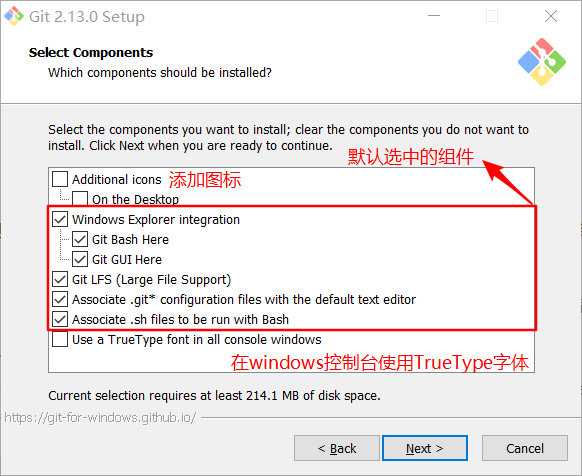 Git 2.13.0 Setup
Select Components
Which components should be installed?
Select the components you want to install; clear the components you do not want to
install. Click Next when you are ready to continue.
默认选中的组件
Additional icons 添加图标
On the Desktop
Windows Explorer integration
Git Bash Here
Git GUI Here
Git LFS (Large File Support)
Associate .git* configuration files with the default text editor
Associate .sh files to be run with Bash
Use a TrueType font in all console windows
在windows控制台使用TrueType字体
Current selection requires at least 214.1 MB of disk space.
https://git-for-windows.github.io/
< Back Next > Cancel